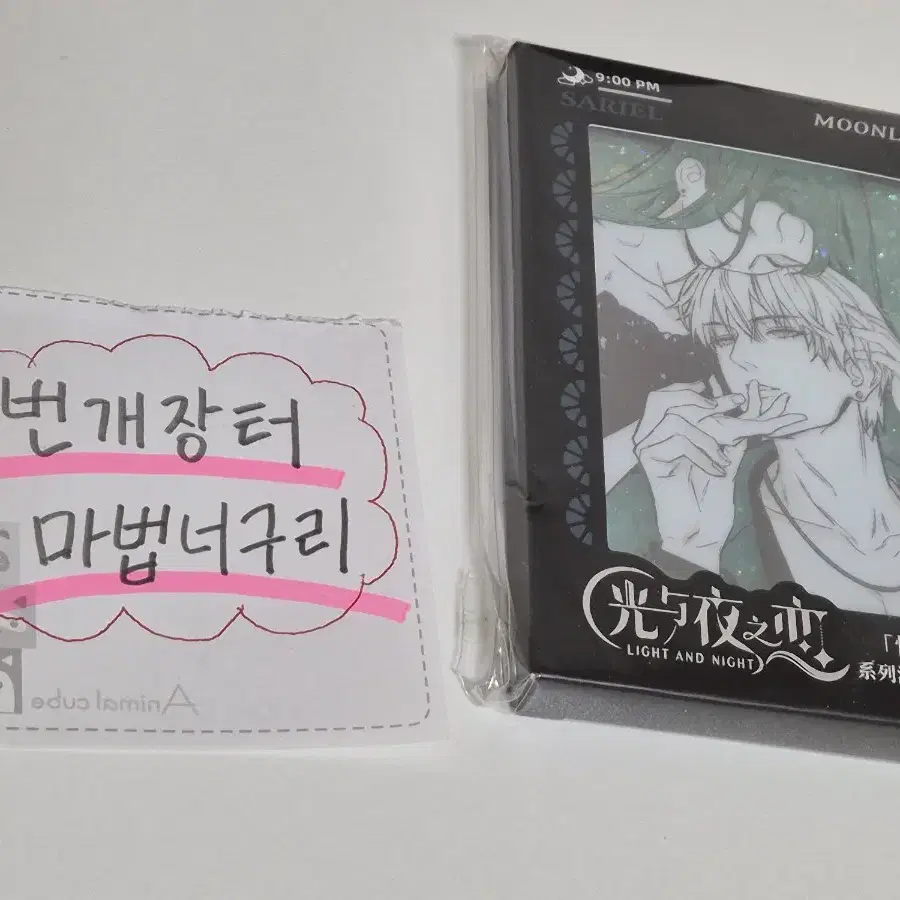 번개장터
마법너구리
Animal cube
9:00 PM
SARIEL
MOONL
光与夜之恋
LIGHT AND NIGHT
系列